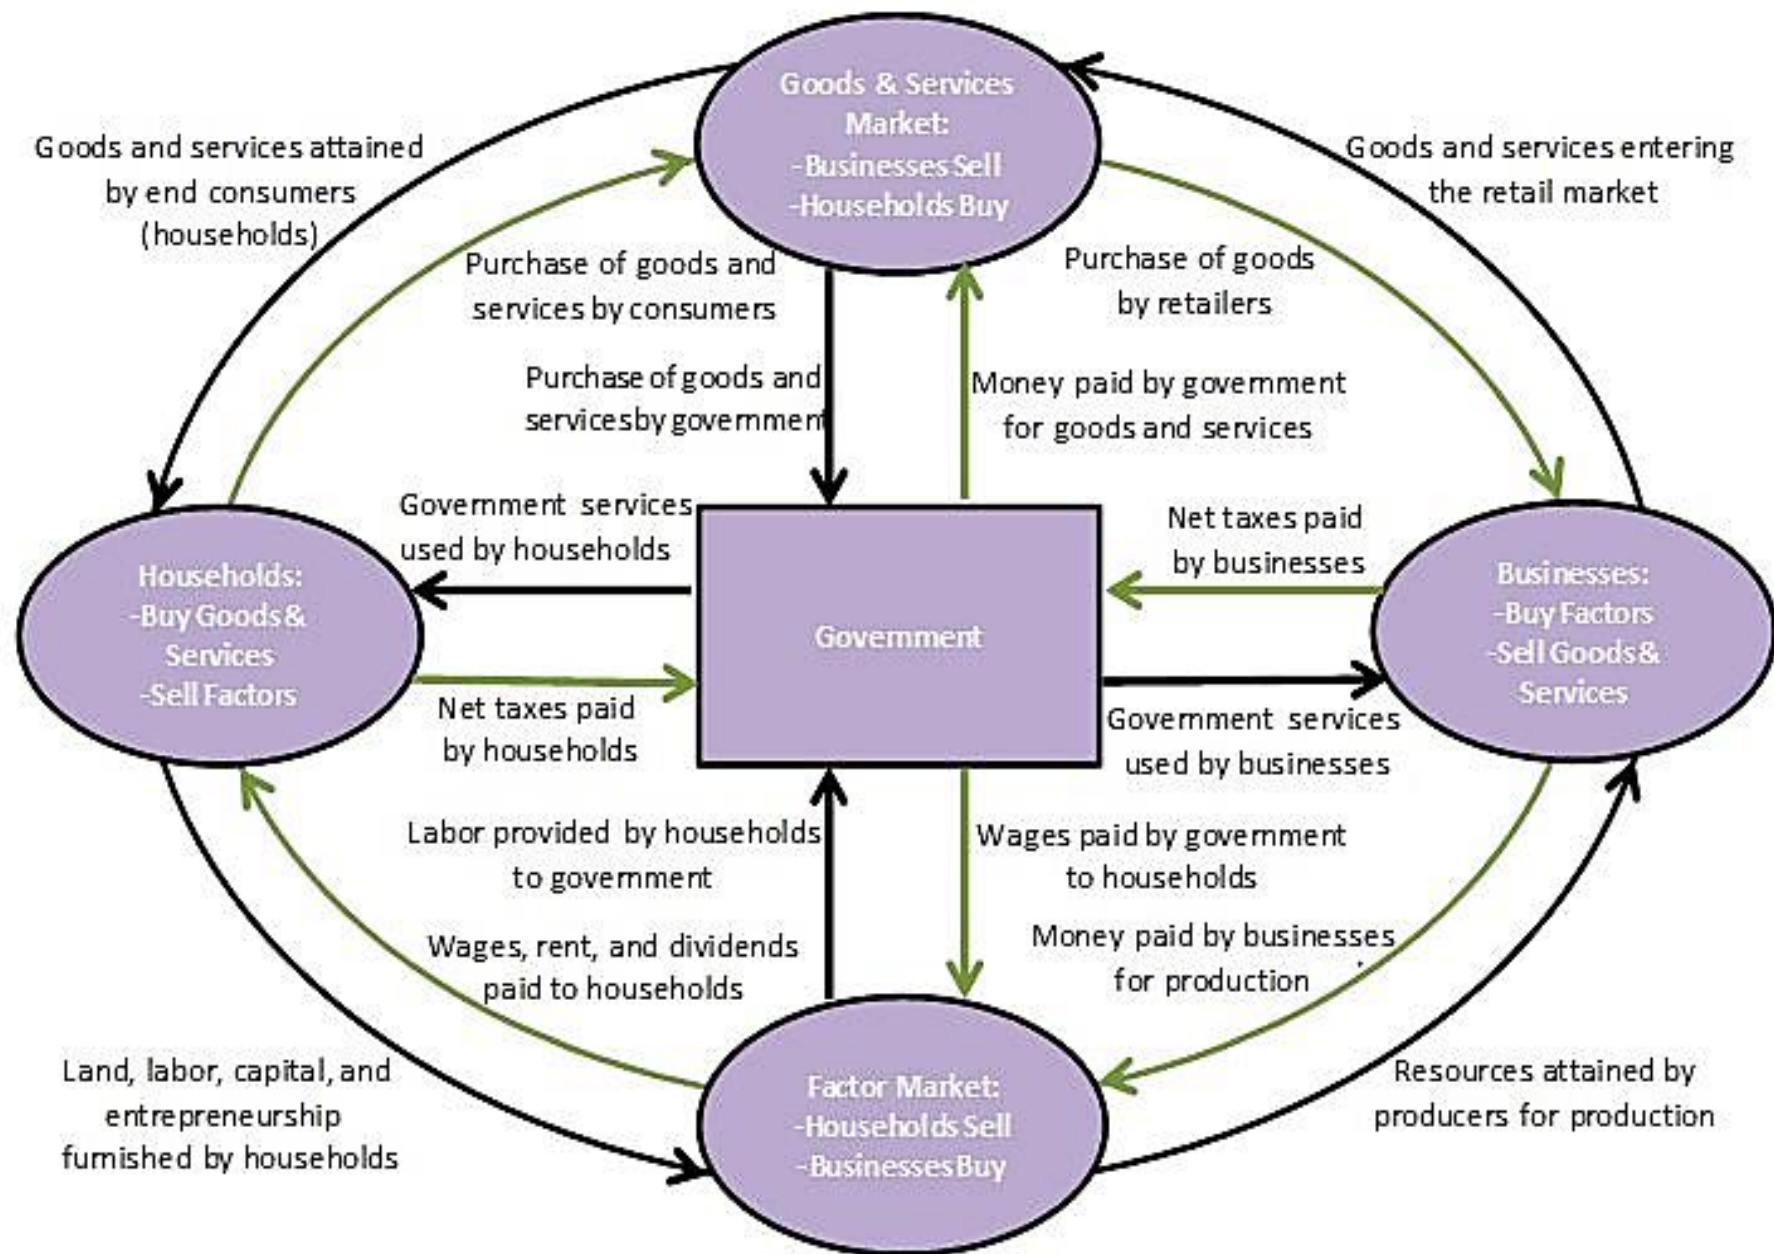 Goods & Services
Market:
-Businesses Sell
-Households Buy
Goods and services attained
by end consumers
(households)
Goods and services entering
the retail market
Purchase of goods and
services by consumers
Purchase of goods
by retailers
Purchase of goods and
services by government
Money paid by government
for goods and services
Government services
used by households
Net taxes paid
by businesses
Households:
-Buy Goods &
Services
-Sell Factors
Government
Businesses:
-Buy Factors
-Sell Goods &
Services
Net taxes paid
by households
Government services
used by businesses
Labor provided by households
to government
Wages paid by government
to households
Wages, rent, and dividends
paid to households
Money paid by businesses
for production
Land, labor, capital, and
entrepreneurship
furnished by households
Factor Market:
-Households Sell
-Businesses Buy
Resources attained by
producers for production